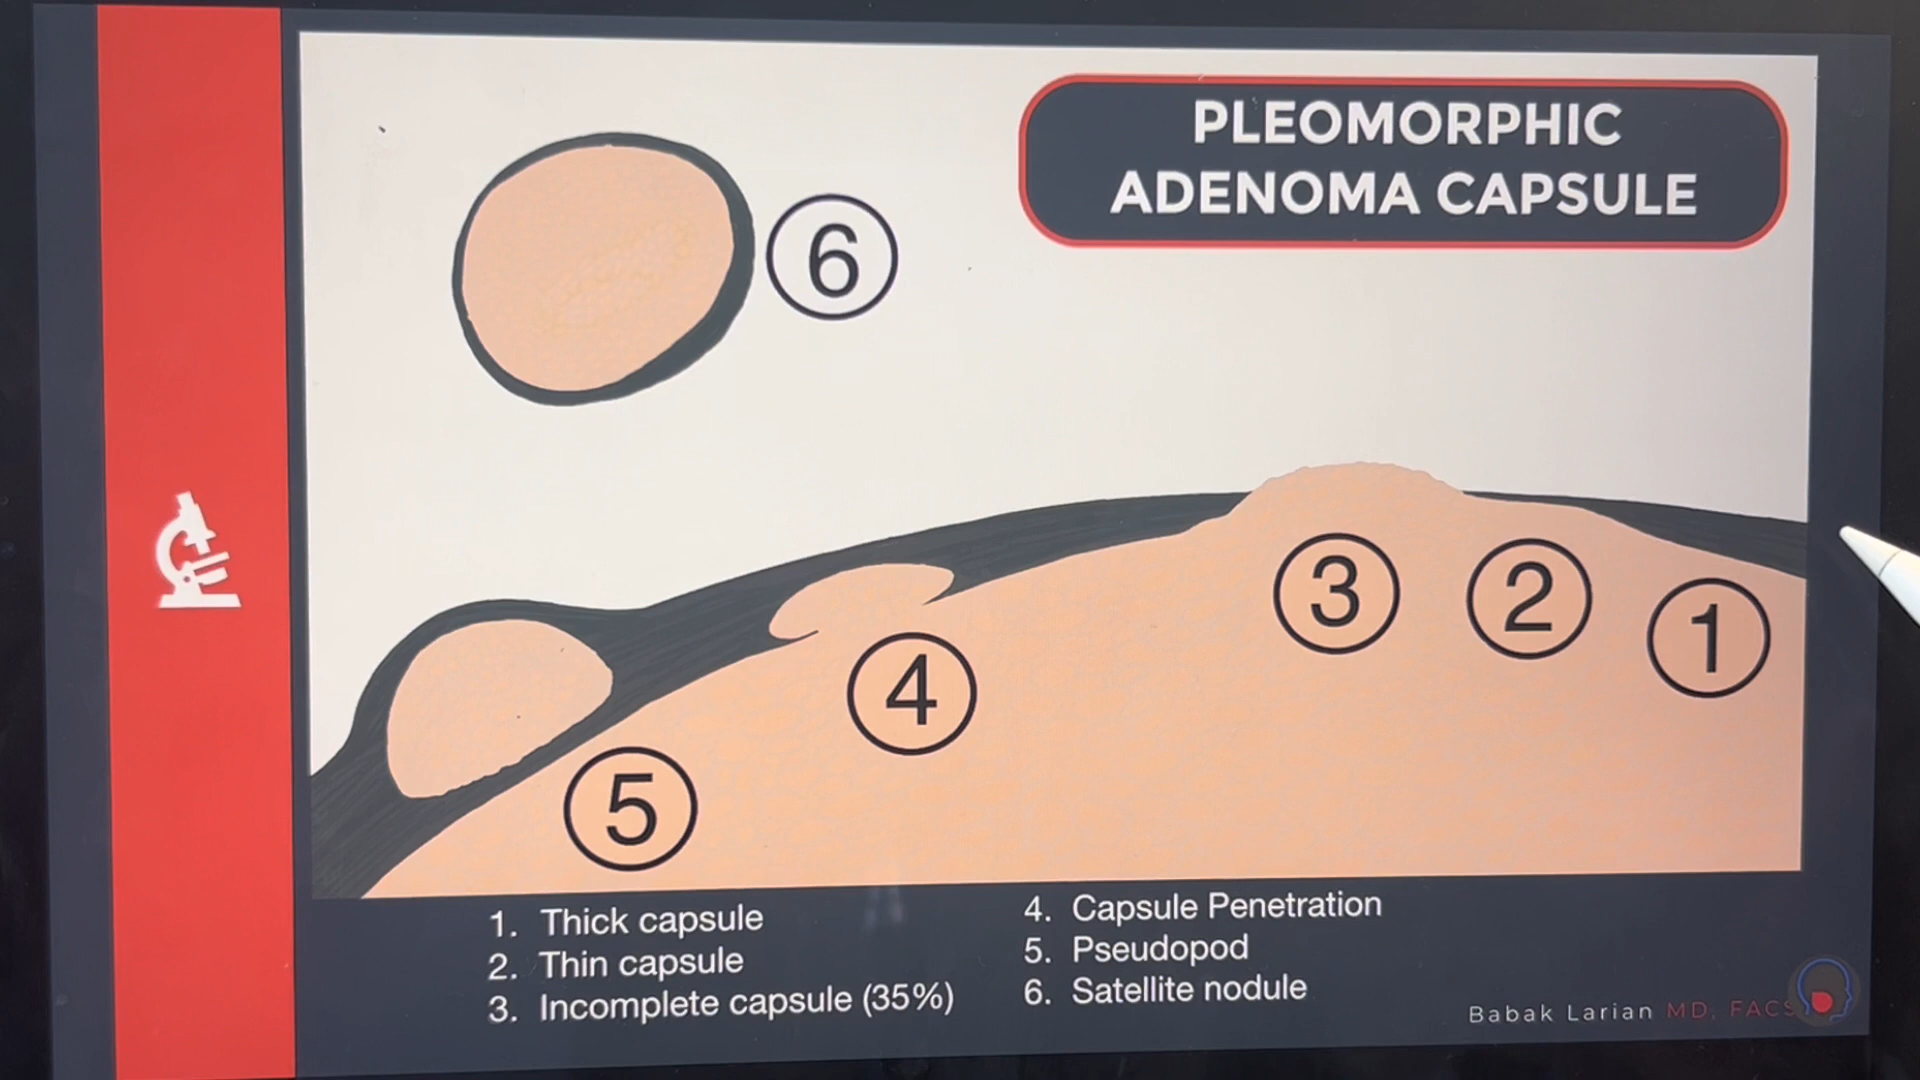 PLEOMORPHIC
ADENOMA CAPSULE
6
3
2
1
4
5
1. Thick capsule
2. Thin capsule
3. Incomplete capsule (35%)
4. Capsule Penetration
5. Pseudopod
6. Satellite nodule
Babak Larian MD, FACS